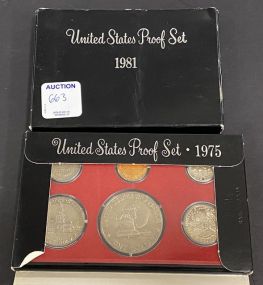 United States Proof Set
1981
AUCTION
663
United States Proof Set · 1975